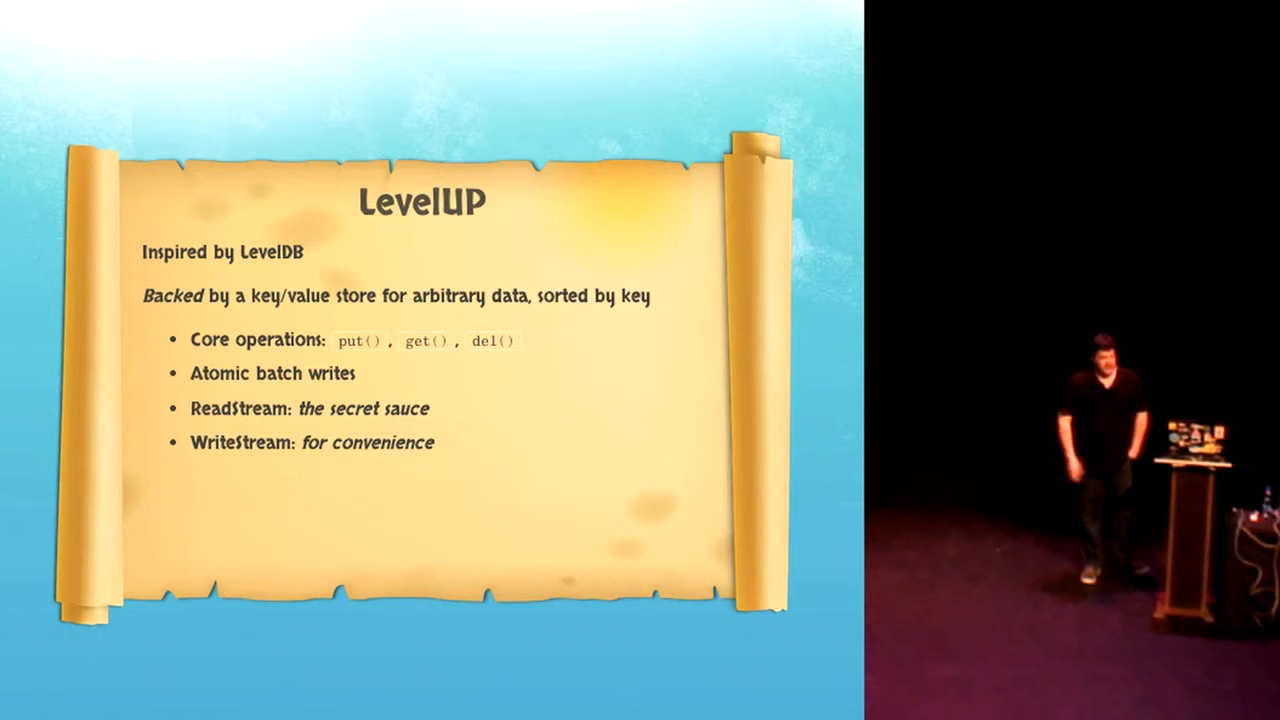 LevelUP
Inspired by LevelDB
Backed by a key/value store for arbitrary data, sorted by key
• Core operations: put(), get(), del()
• Atomic batch writes
• ReadStream: the secret sauce
• WriteStream: for convenience